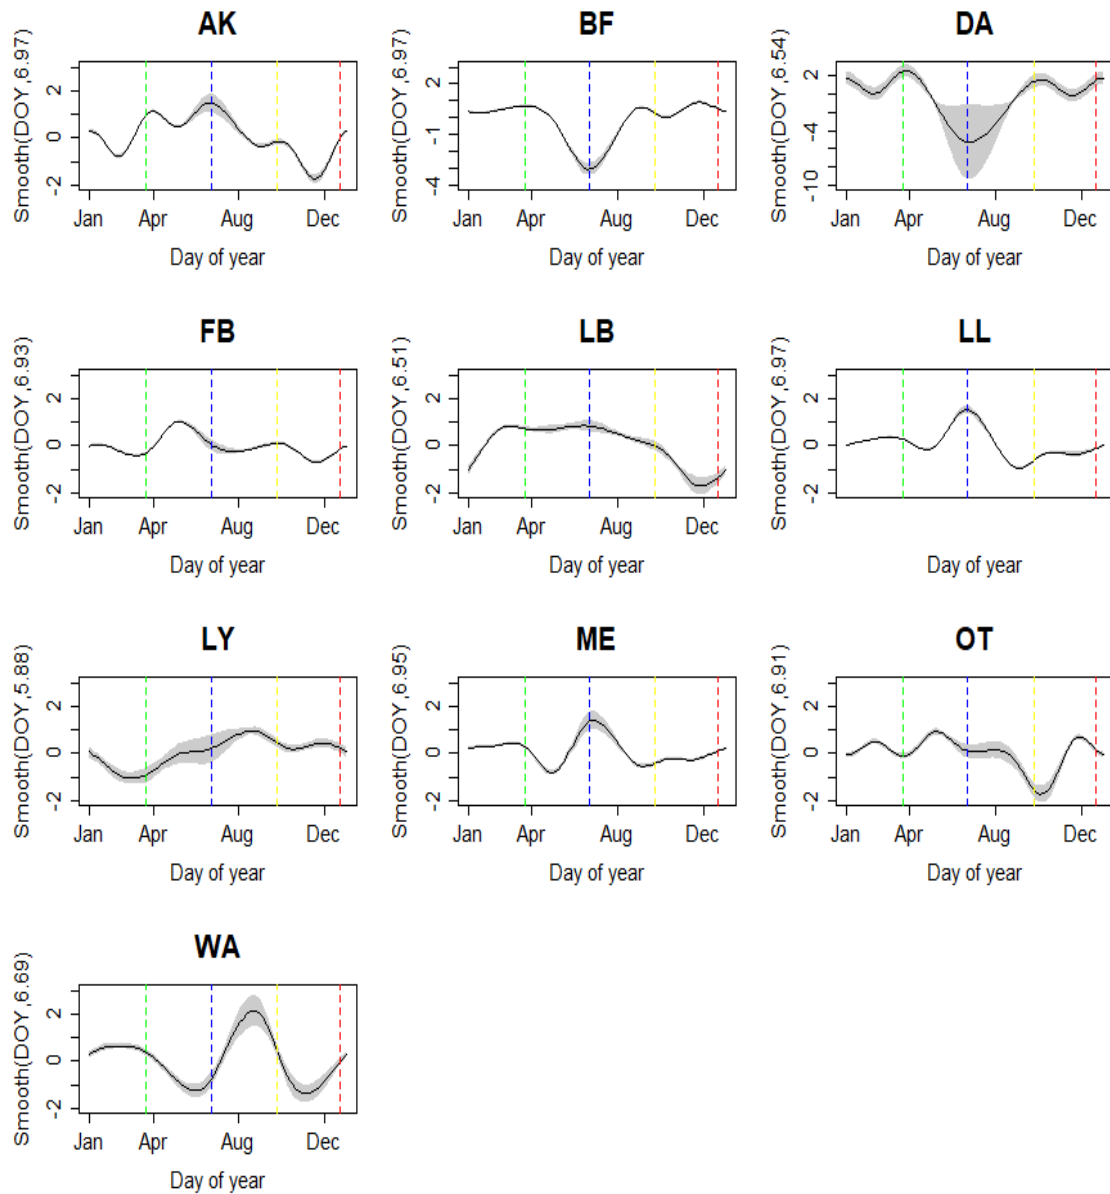 AK
BF
DA
Smooth(DOY,6.97)
2
0
-2
Jan Apr Aug Dec
Day of year
Smooth(DOY,6.97)
2
-1
-4
Jan Apr Aug Dec
Day of year
Smooth(DOY,6.54)
2
-4
-10
Jan Apr Aug Dec
Day of year
FB
LB
LL
Smooth(DOY,6.93)
2
0
-2
Jan Apr Aug Dec
Day of year
Smooth(DOY,6.51)
2
0
-2
Jan Apr Aug Dec
Day of year
Smooth(DOY,6.97)
2
0
-2
Jan Apr Aug Dec
Day of year
LY
ME
OT
Smooth(DOY,5.88)
2
0
-2
Jan Apr Aug Dec
Day of year
Smooth(DOY,6.95)
2
0
-2
Jan Apr Aug Dec
Day of year
Smooth(DOY,6.91)
2
0
-2
Jan Apr Aug Dec
Day of year
WA
Smooth(DOY,6.69)
2
0
-2
Jan Apr Aug Dec
Day of year